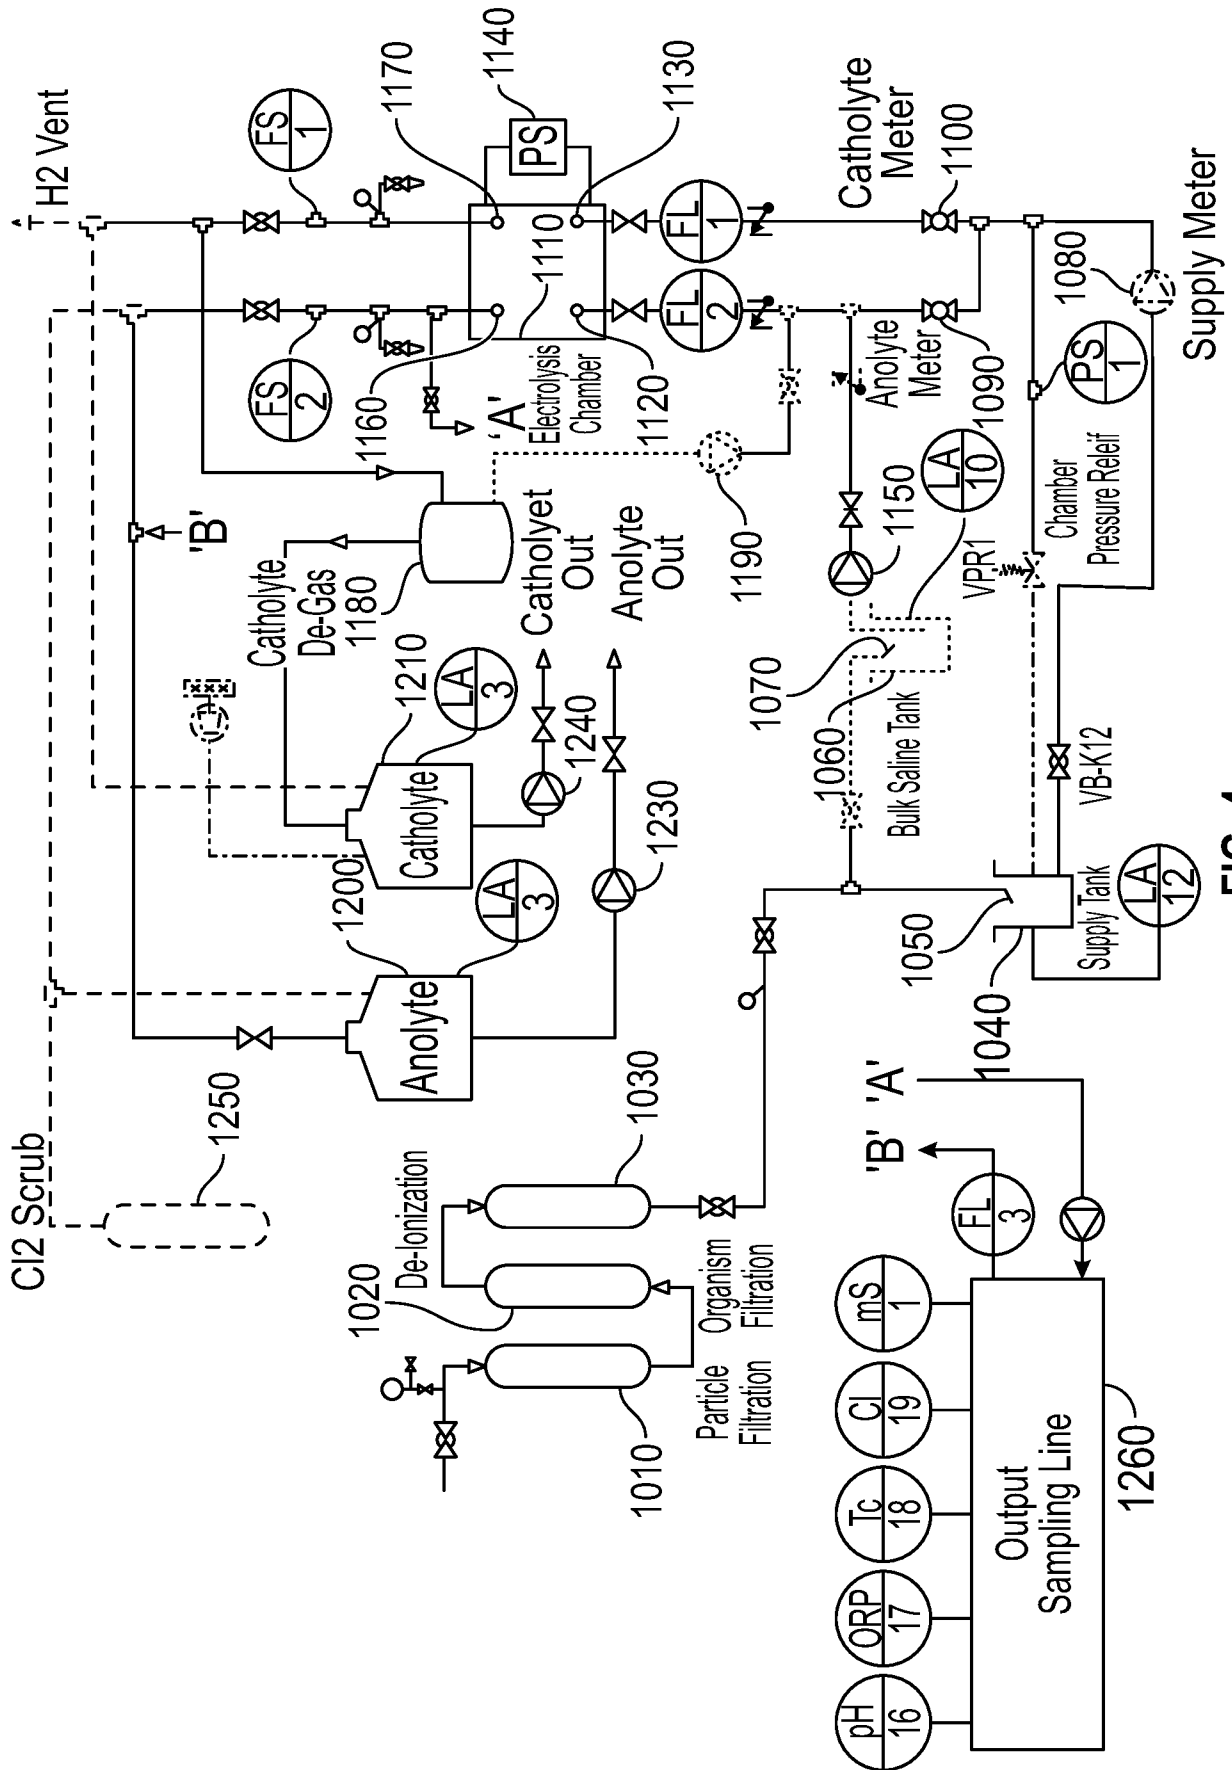 Cl2 Scrub
1250
H2 Vent
FS
1
FS
2
1170
PS
1140
1130
1110
Electrolysis
Chamber
1160
1120
'A'
'B'
Catholyte
De-Gas
1180
1210
Catholyte
LA
3
1240
Catholyet
Out
Anolyte
Out
1200
Anolyte
LA
3
1230
FL
1
FL
2
Catholyte
Meter
1100
Anolyte
Meter
1090
1190
1150
LA
10
1070
1060
Bulk Saline Tank
1080
Supply Meter
PS
1
Chamber
Pressure Releif
VPR1
VB-K12
1050
1040
Supply Tank
LA
12
De-Ionization
1030
1020
Organism
Filtration
Particle
Filtration
1010
'B'
'A'
FL
3
mS
1
Cl
19
Tc
18
ORP
17
pH
16
Output
Sampling Line
1260